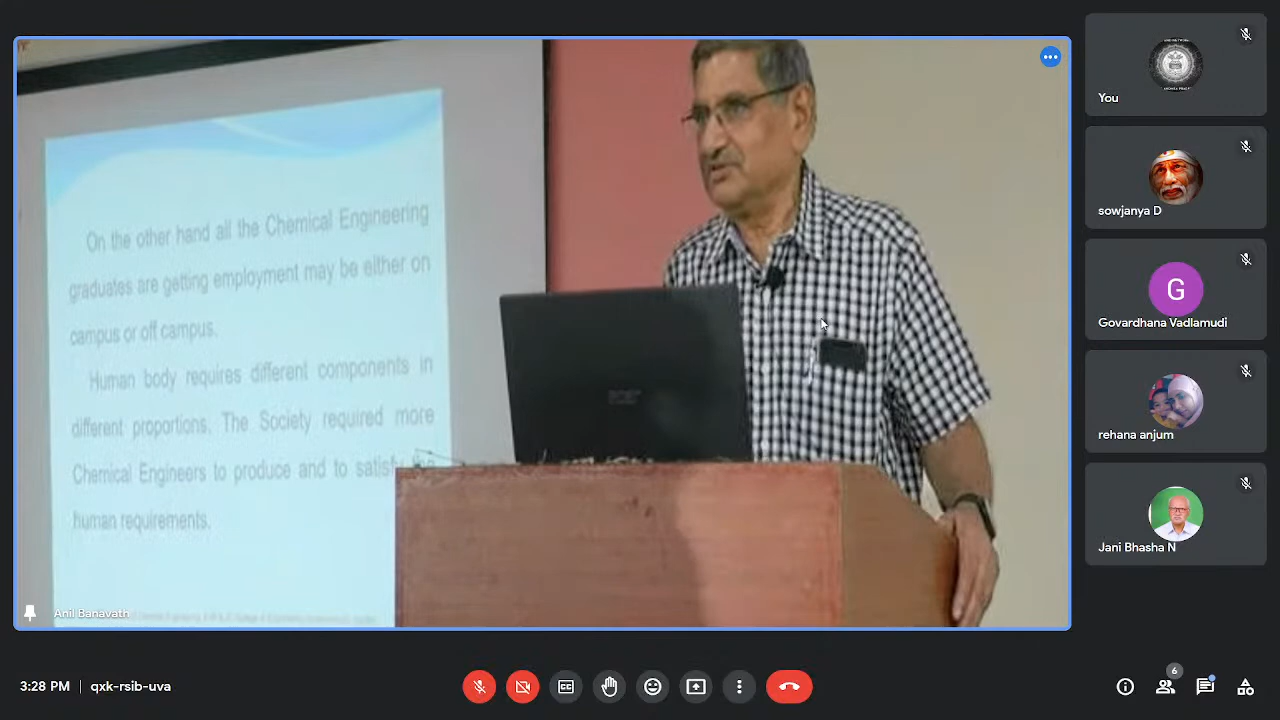 On the other hand all the Chemical Engineering
graduates are getting employment may be either on
campus or off campus.
Human body requires different components in
different proportions. The Society required more
Chemical Engineers to produce and to satisfy the
human requirements.
Anil Banavath
You
sowjanya D
G
Govardhana Vadlamudi
rehana anjum
Jani Bhasha N
3:28 PM
qxk-rsib-uva
6